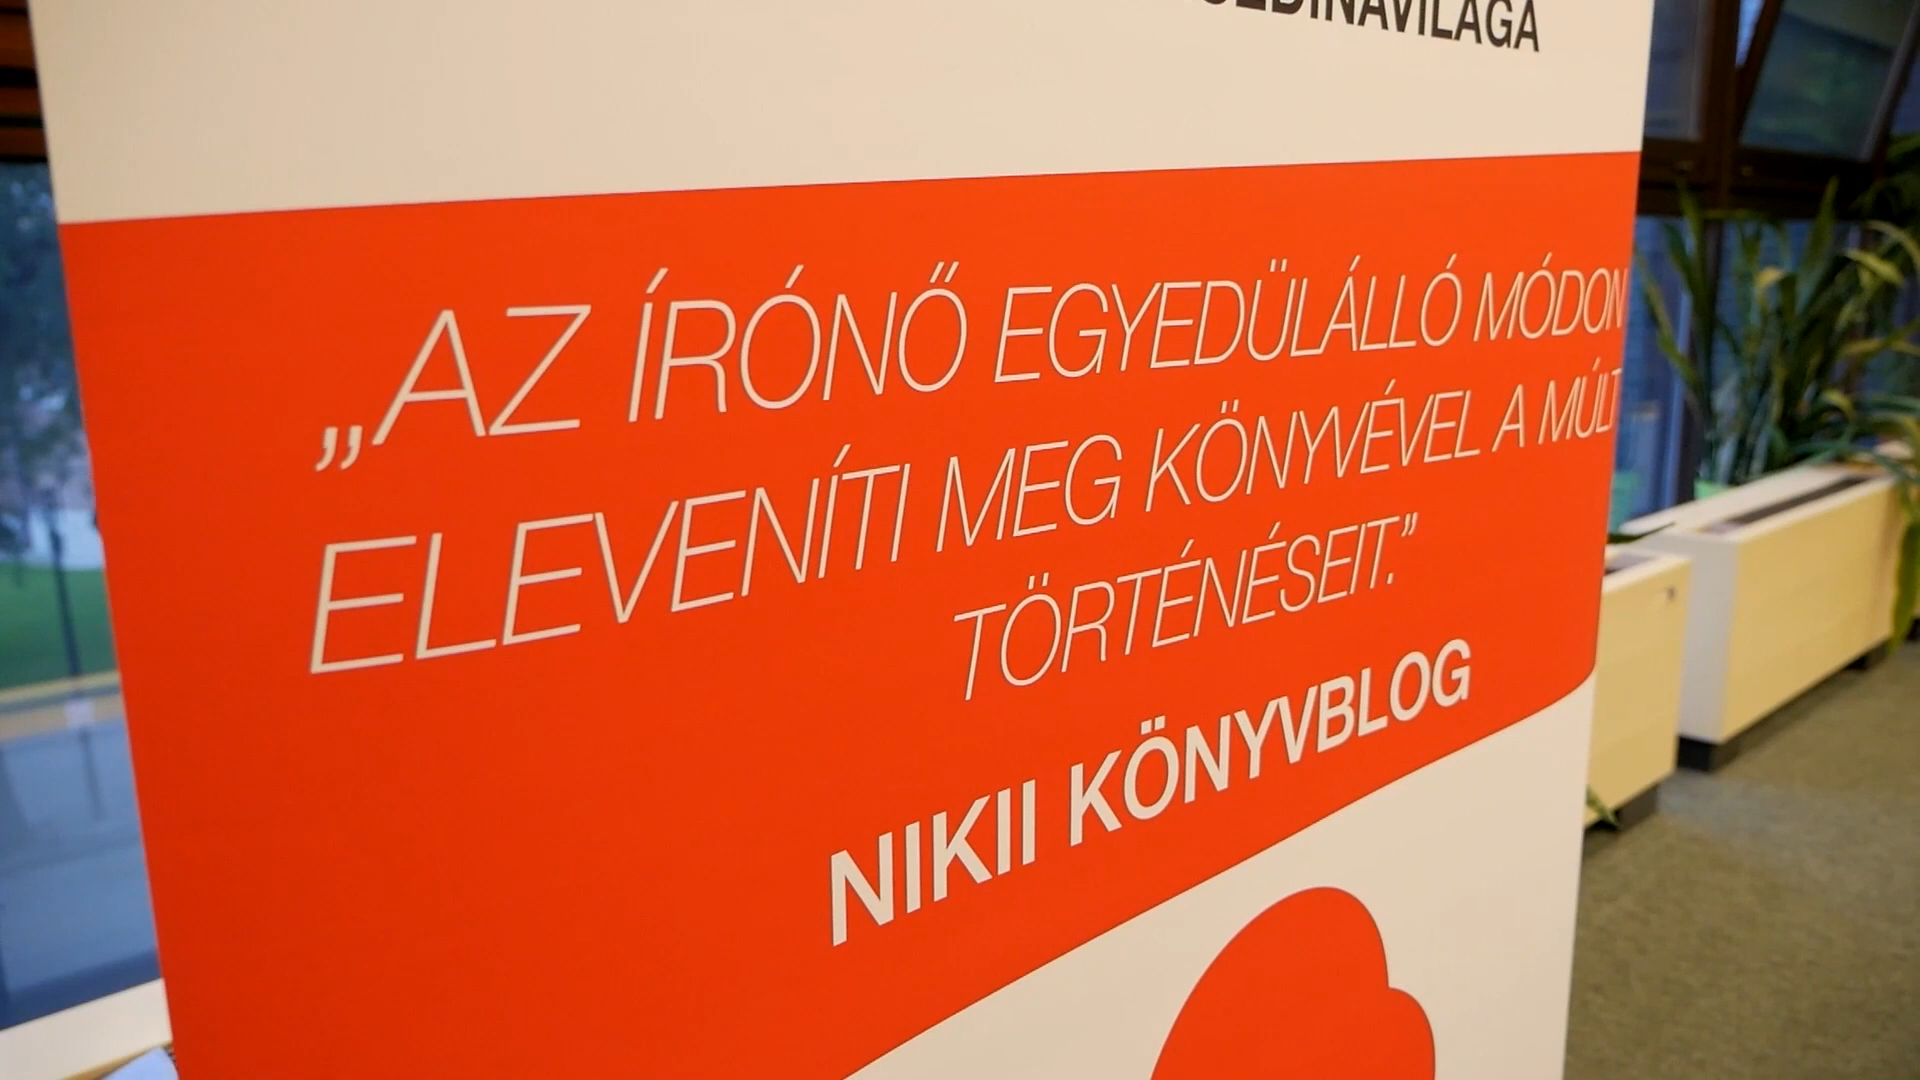 „AZ ÍRÓNŐ EGYEDÜLÁLLÓ MÓDON
ELEVENÍTI MEG KÖNYVÉVEL A MÚLT
TÖRTÉNÉSEIT.”
NIKII KÖNYVBLOG